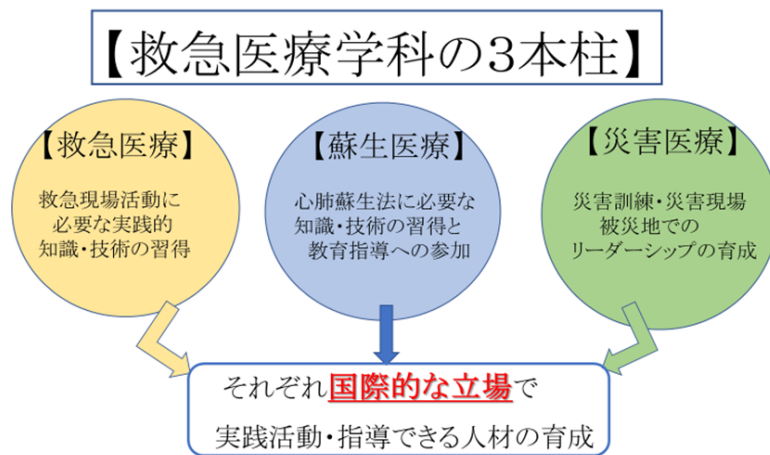 【救急医療学科の３本柱】
【救急医療】
救急現場活動に
必要な実践的
知識・技術の習得
【蘇生医療】
心肺蘇生法に必要な
知識・技術の習得と
教育指導への参加
【災害医療】
災害訓練・災害現場
被災地での
リーダーシップの育成
それぞれ国際的な立場で
実践活動・指導できる人材の育成